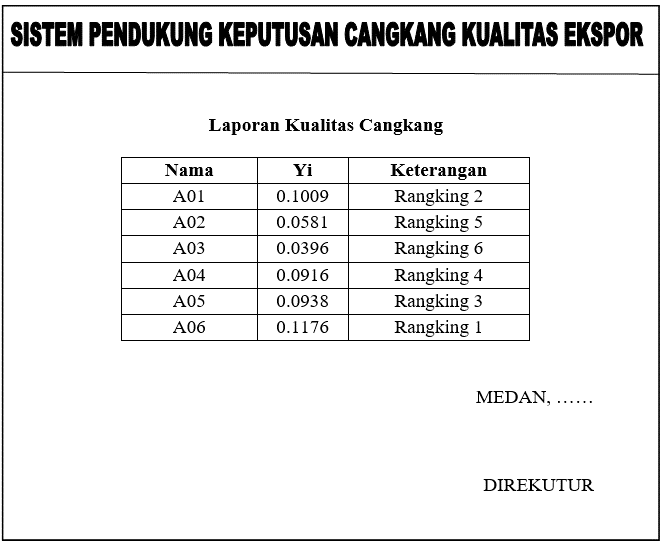 SISTEM PENDUKUNG KEPUTUSAN CANGKANG KUALITAS EKSPOR
Laporan Kualitas Cangkang
Nama Yi Keterangan
A01 0.1009 Rangking 2
A02 0.0581 Rangking 5
A03 0.0396 Rangking 6
A04 0.0916 Rangking 4
A05 0.0938 Rangking 3
A06 0.1176 Rangking 1
MEDAN, ……
DIREKUTUR